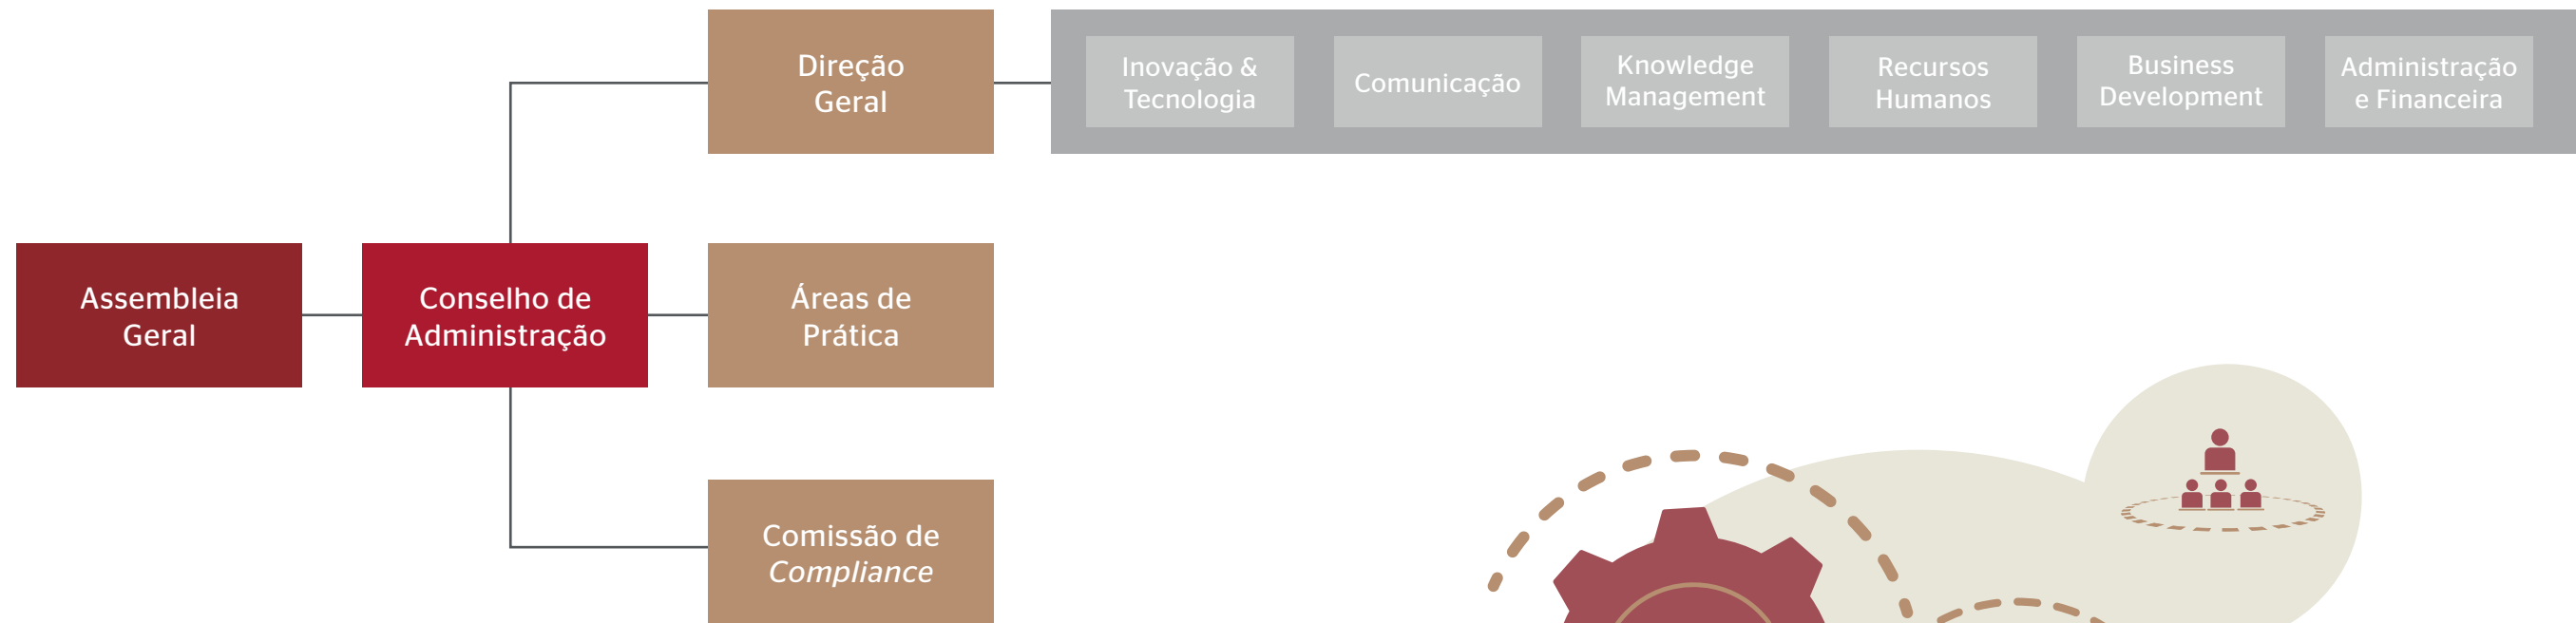 Direção
Geral
Inovação &
Tecnologia
Comunicação
Knowledge
Management
Recursos
Humanos
Business
Development
Administração
e Financeira
Assembleia
Geral
Conselho de
Administração
Áreas de
Prática
Comissão de
Compliance